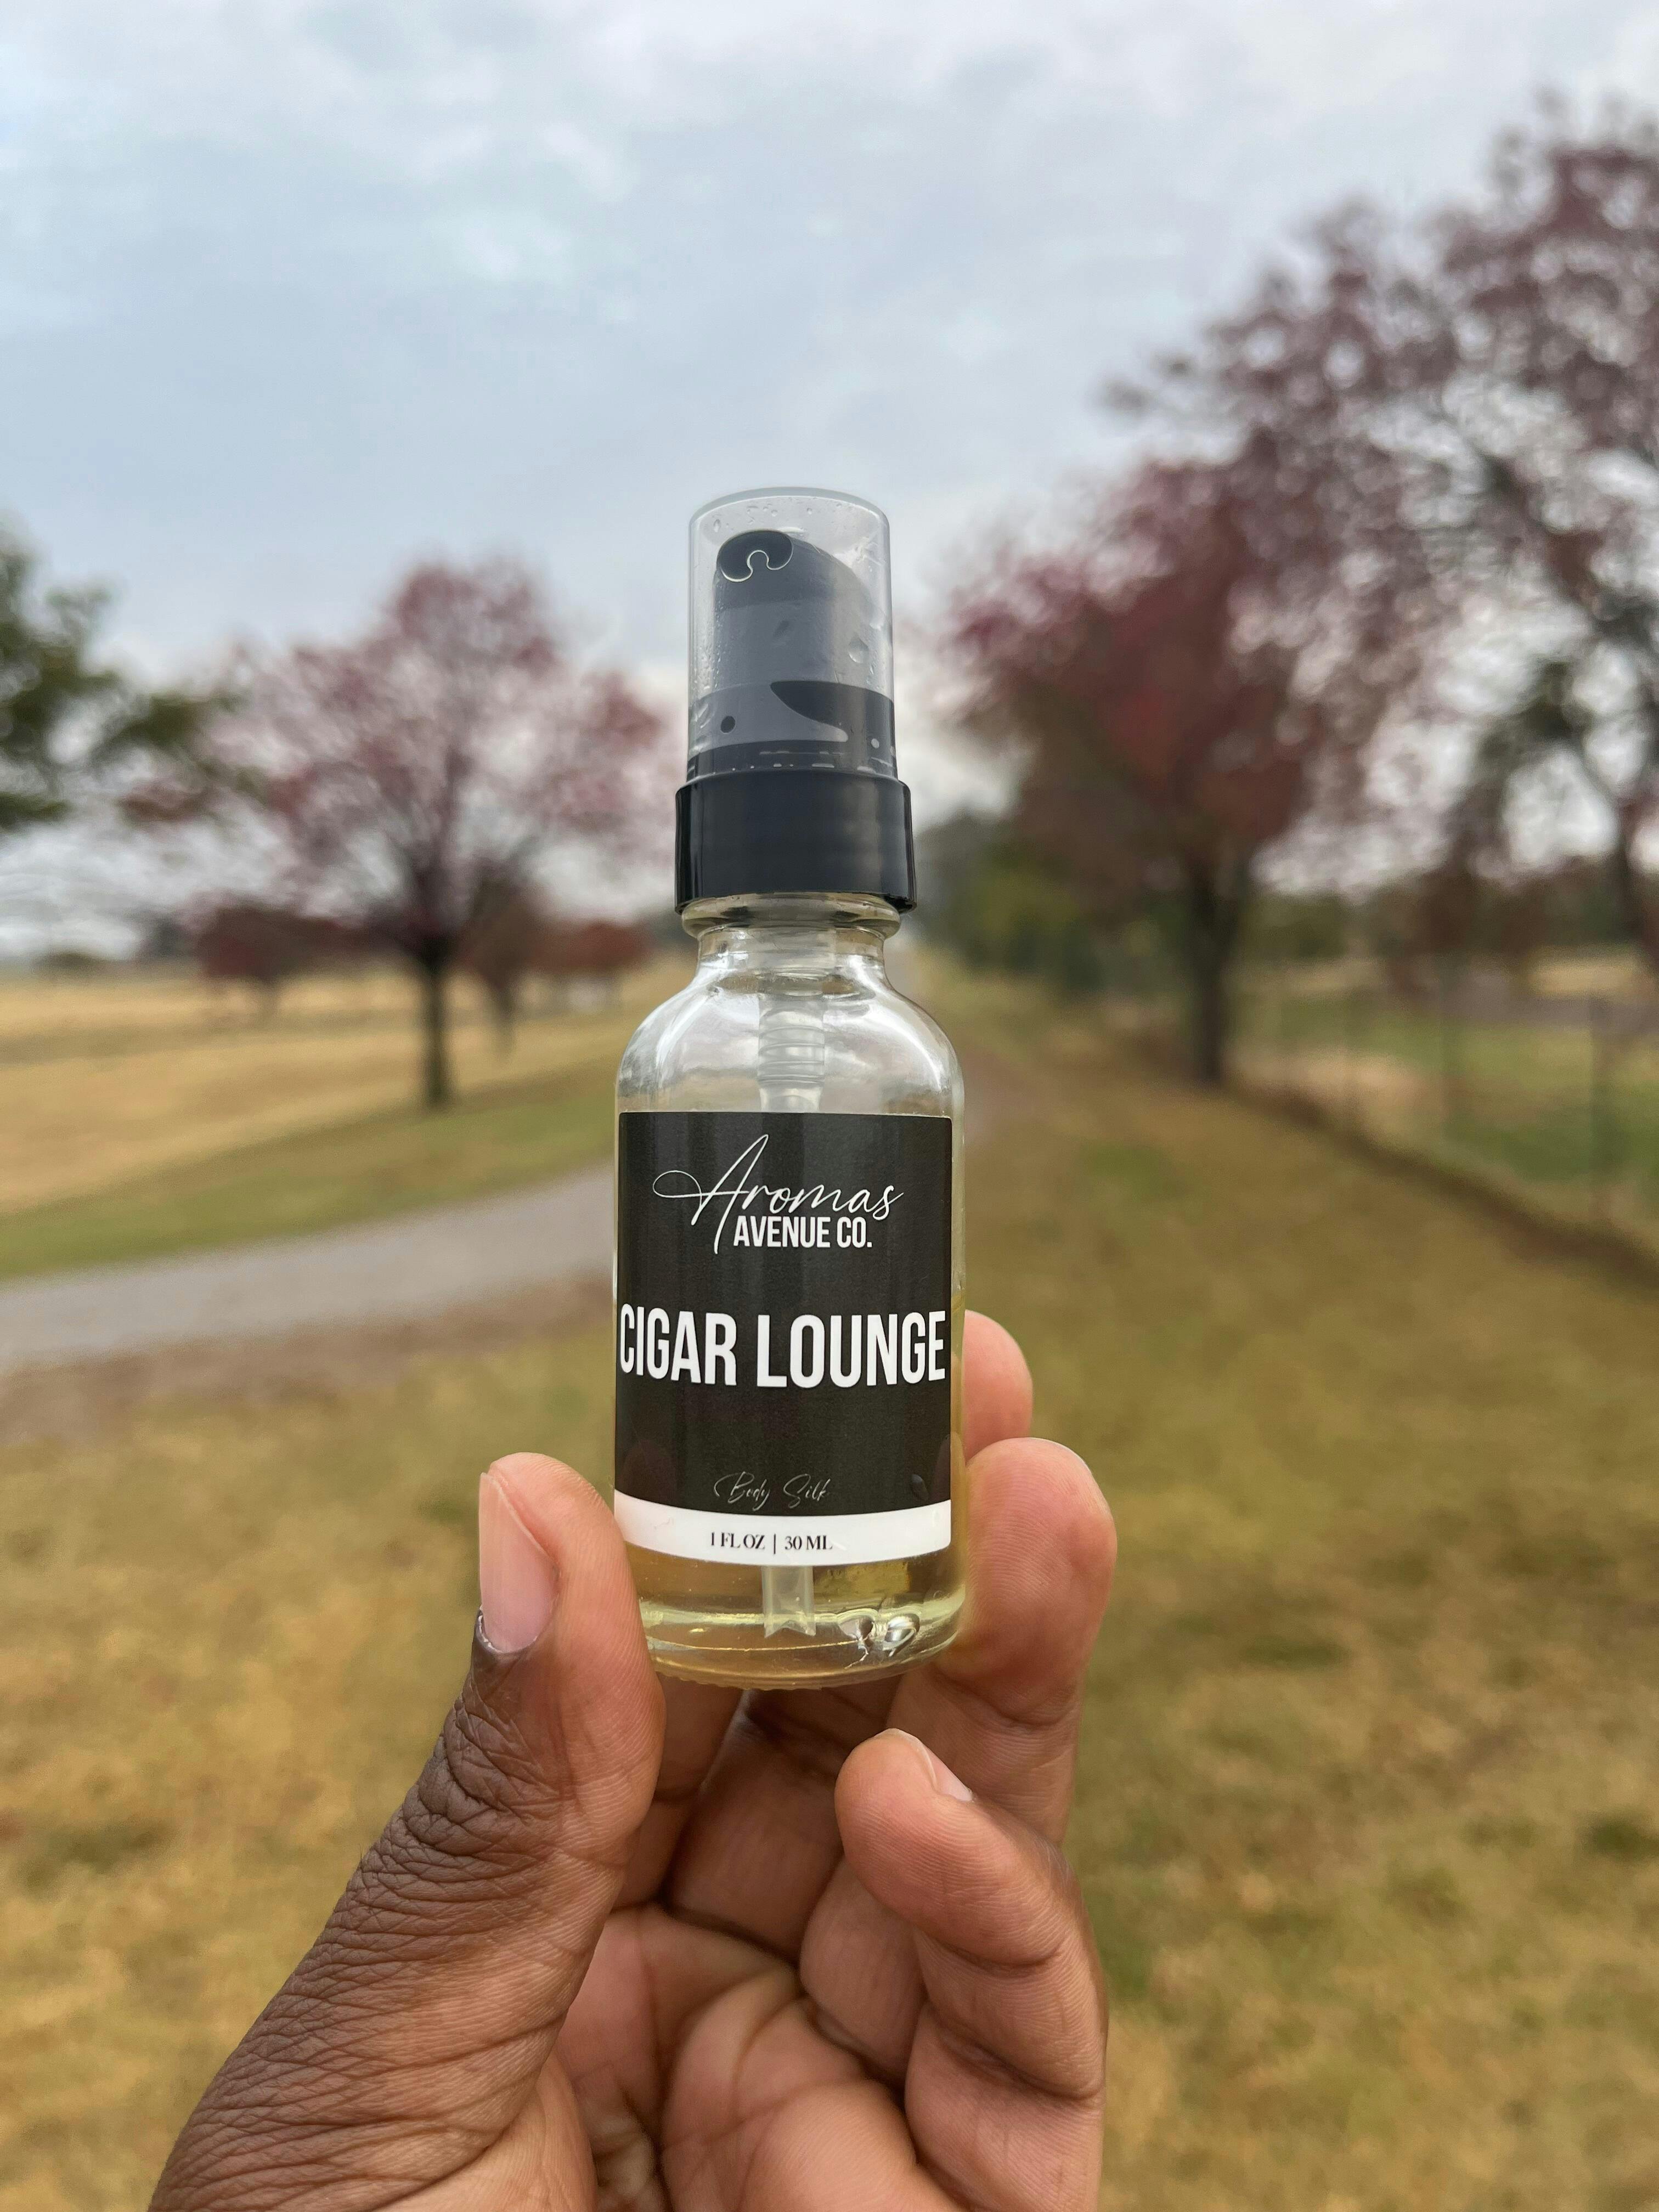 Aromas
AVENUE CO.
CIGAR LOUNGE
Body Silk
1 FL OZ | 30 ML